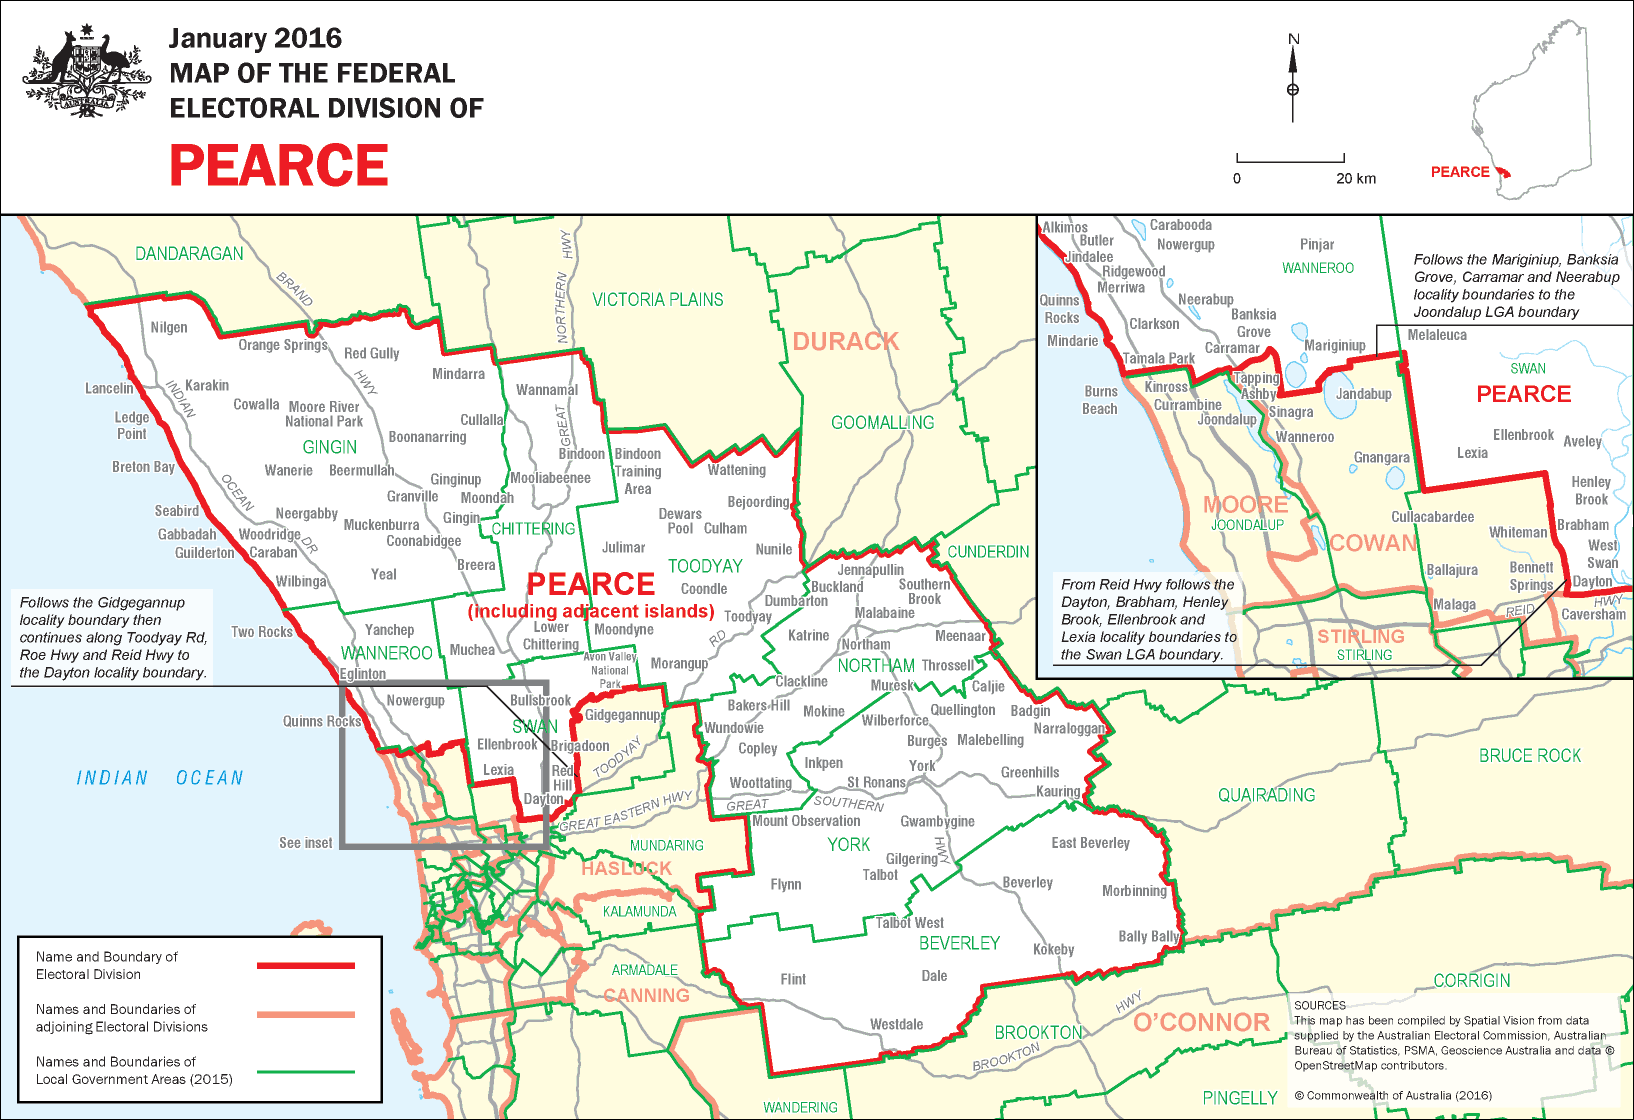 January 2016
MAP OF THE FEDERAL
ELECTORAL DIVISION OF
PEARCE
AUSTRALIA
N
0 20 km
PEARCE
DANDARAGAN
BRAND
HWY
NORTHERN
HWY
GREAT
VICTORIA PLAINS
DURACK
GOOMALLING
Nilgen
Orange Springs
Red Gully
Mindarra
Wannamal
Lancelin
INDIAN
Karakin
Cowalla
Moore River
National Park
Cullalla
Ledge
Point
GINGIN
Boonanarring
Bindoon
Bindoon
Training
Area
Wattening
Breton Bay
Wanerie
Beermullah
Ginginup
Mooliabeenee
OCEAN
Granville
Moondah
Bejoording
Seabird
Neergabby
Muckenburra
Gingin
CHITTERING
Dewars
Pool
Culham
Gabbadah
Woodridge
DR
Coonabidgee
Guilderton
Caraban
Julimar
Nunile
CUNDERDIN
Breera
TOODYAY
Wilbinga
Yeal
PEARCE
(including adjacent islands)
Coondle
Jennapullin
Buckland
Southern
Brook
Dumbarton
Malabaine
Toodyay
Follows the Gidgegannup
locality boundary then
continues along Toodyay Rd,
Roe Hwy and Reid Hwy to
the Dayton locality boundary.
Two Rocks
Yanchep
Lower
Chittering
Moondyne
RD
Katrine
Northam
Meenaar
WANNEROO
Muchea
Avon Valley
National
Park
Morangup
NORTHAM
Throssell
Eglinton
Clackline
Muresk
Caljie
Nowergup
Bullsbrook
Gidgegannup
Bakers Hill
Mokine
Quellington
Badgin
Quinns Rocks
SWAN
Wundowie
Wilberforce
Narraloggan
Ellenbrook
Brigadoon
Copley
Burges
Malebelling
TOODYAY
INDIAN OCEAN
Lexia
Red
Hill
Inkpen
York
Greenhills
BRUCE ROCK
Wootating
St Ronans
Kauring
QUAIRADING
Dayton
GREAT EASTERN HWY
GREAT
SOUTHERN
HWY
See inset
Mount Observation
Gwambygine
MUNDARING
YORK
East Beverley
HASLUCK
Gilgering
Talbot
Flynn
Beverley
Morbinning
KALAMUNDA
Talbot West
BEVERLEY
Kokeby
Bally Bally
ARMADALE
Flint
Dale
CANNING
Westdale
BROOKTON
BROOKTON
HWY
O'CONNOR
CORRIGIN
WANDERING
PINGELLY
Name and Boundary of
Electoral Division
Names and Boundaries of
adjoining Electoral Divisions
Names and Boundaries of
Local Government Areas (2015)
Alkimos
Butler
Jindalee
Carabooda
Nowergup
Pinjar
WANNEROO
Ridgewood
Merriwa
Quinns
Rocks
Neerabup
Banksia
Grove
Clarkson
Mindarie
Carramar
Mariginiup
Melaleuca
Tamala Park
Follows the Mariginiup, Banksia
Grove, Carramar and Neerabup
locality boundaries to the
Joondalup LGA boundary
SWAN
PEARCE
Burns
Beach
Kinross
Tapping
Ashby
Jandabup
Currambine
Joondalup
Sinagra
Wanneroo
Ellenbrook
Aveley
Lexia
Gnangara
Henley
Brook
MOORE
JOONDALUP
Cullacabardee
Whiteman
Brabham
COWAN
West
Swan
Ballajura
Bennett
Springs
Dayton
From Reid Hwy follows the
Dayton, Brabham, Henley
Brook, Ellenbrook and
Lexia locality boundaries to
the Swan LGA boundary.
Malaga
REID
HWY
Caversham
STIRLING
STIRLING
SOURCES
This map has been compiled by Spatial Vision from data
supplied by the Australian Electoral Commission, Australian
Bureau of Statistics, PSMA, Geoscience Australia and data ©
OpenStreetMap contributors.
© Commonwealth of Australia (2016)